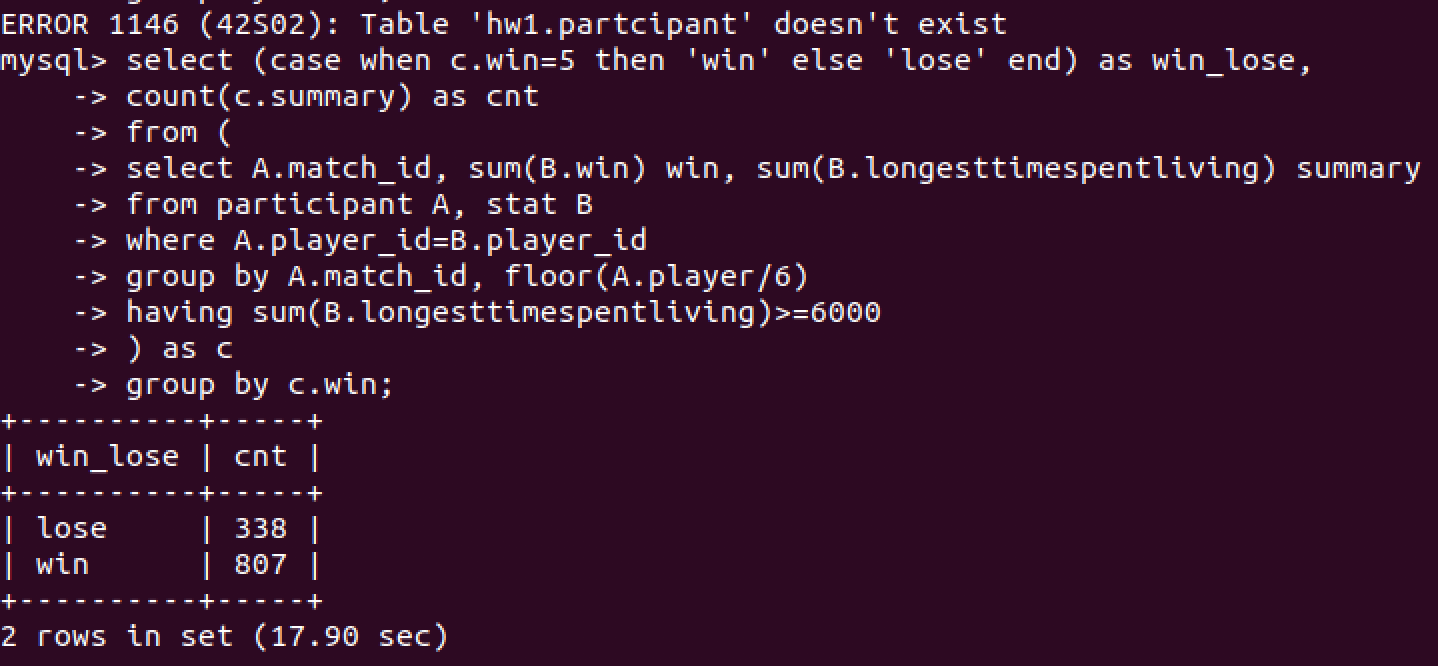 ERROR 1146 (42S02): Table 'hw1.partcipant' doesn't exist
mysql> select (case when c.win=5 then 'win' else 'lose' end) as win_lose,
    -> count(c.summary) as cnt
    -> from (
    -> select A.match_id, sum(B.win) win, sum(B.longesttimespentliving) summary
    -> from participant A, stat B
    -> where A.player_id=B.player_id
    -> group by A.match_id, floor(A.player/6)
    -> having sum(B.longesttimespentliving)>=6000
    -> ) as c
    -> group by c.win;
+----------+-----+
| win_lose | cnt |
+----------+-----+
| lose     | 338 |
| win      | 807 |
+----------+-----+
2 rows in set (17.90 sec)